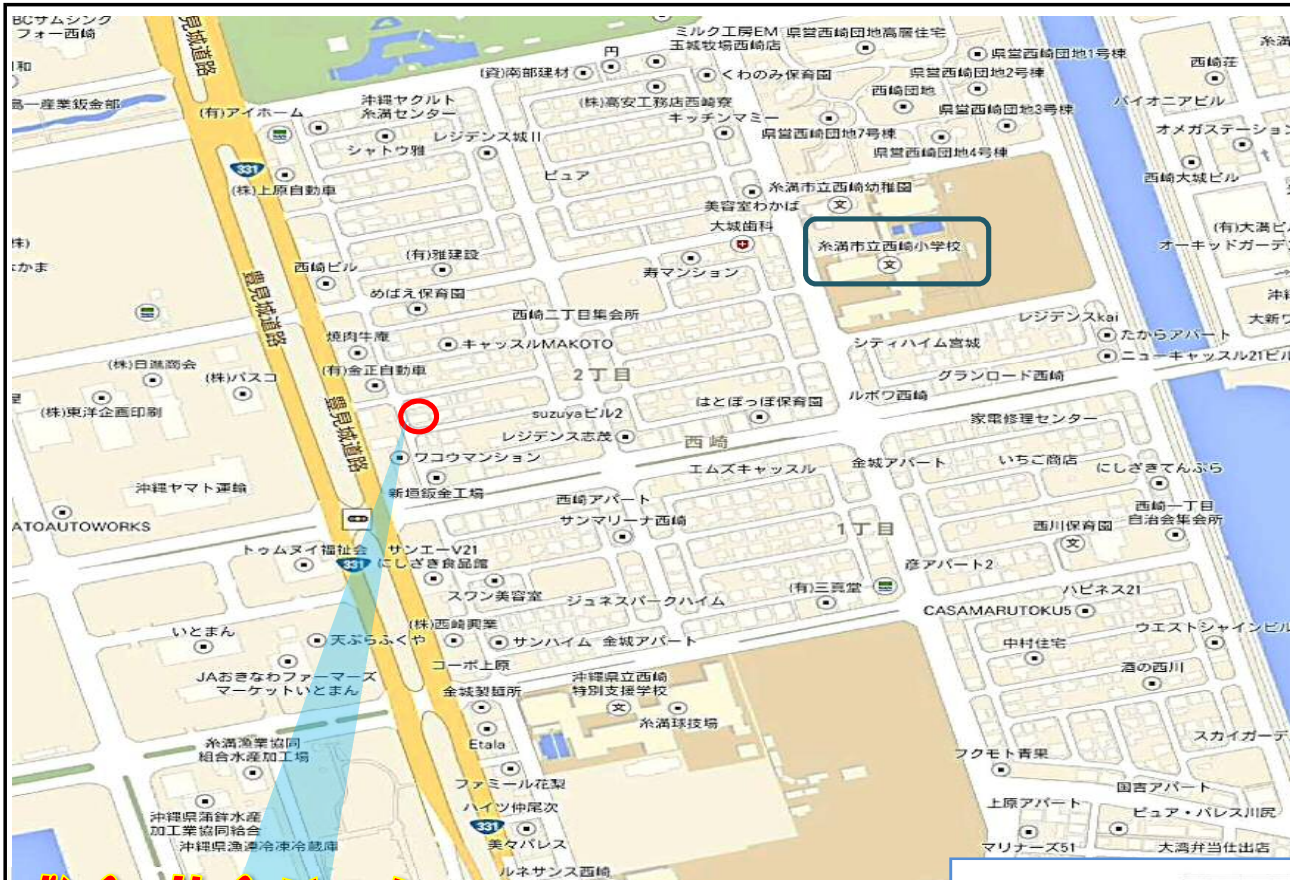 BCサムシング
フォー西崎
豊見城道路
ミルク工房EM
玉城牧場西崎店
県営西崎団地高層住宅
円
(資)南部建材
くわのみ保育園
県営西崎団地1号棟
県営西崎団地2号棟
西崎団地
県営西崎団地3号棟
西崎荘
パイオニアビル
糸満
和
島一産業鈑金部
(有)アイホーム
沖縄ヤクルト
糸満センター
(株)高安工務店西崎寮
キッチンマミー
県営西崎団地7号棟
県営西崎団地4号棟
オメガステーション
レジデンス城II
シャトウ雅
331
(株)上原自動車
ピュア
糸満市立西崎幼稚園
美容室わかば
文
西崎大城ビル
大城歯科
糸満市立西崎小学校
文
(有)大満ビ
オーキッドガーデン
株)
なかま
(有)雅建設
西崎ビル
寿マンション
めばえ保育園
豊見城道路
西崎二丁目集会所
レジデンスkai
沖縄
大新
たからアパート
焼肉牛庵
キャッスルMAKOTO
シティハイム宮城
ニューキャッスル21ビル
(株)日進商会
(株)パスコ
(有)金正自動車
2丁目
グランロード西崎
(株)東洋企画印刷
豊見城道路
suzuyaビル2
はとぽっぽ保育園
ルボワ西崎
家電修理センター
レジデンス志茂
西崎
ワコウマンション
エムズキャッスル
金城アパート
いちご商店
にしざきてんぷら
沖縄ヤマト運輸
新垣鈑金工場
西崎アパート
サンマリーナ西崎
ATOAUTOWORKS
1丁目
西川保育園
文
西崎一丁目
自治会集会所
トゥムヌイ福祉会
331
サンエーV21
にしざき食品館
スワン美容室
ジュネスパークハイム
(有)三真堂
彦アパート2
ハピネス21
CASAMARUTOKU5
いとまん
天ぷらふくや
(株)西崎興業
サンハイム
金城アパート
中村住宅
ウエストシャインビル
JAおきなわファーマーズ
マーケットいとまん
コーポ上原
金城製麺所
沖縄県立西崎
特別支援学校
文
糸満球技場
酒の西川
糸満漁業協同
組合水産加工場
Etala
スカイガーデ
フクモト青果
ファミール花梨
国吉アパート
沖縄県蒲鉾水産
加工業協同組合
ハイツ仲尾次
上原アパート
ピュア・パレス川尻
331
沖縄県漁連冷凍冷蔵庫
美々パレス
マリナーズ51
大湾弁当仕出店
ルネサンス西崎